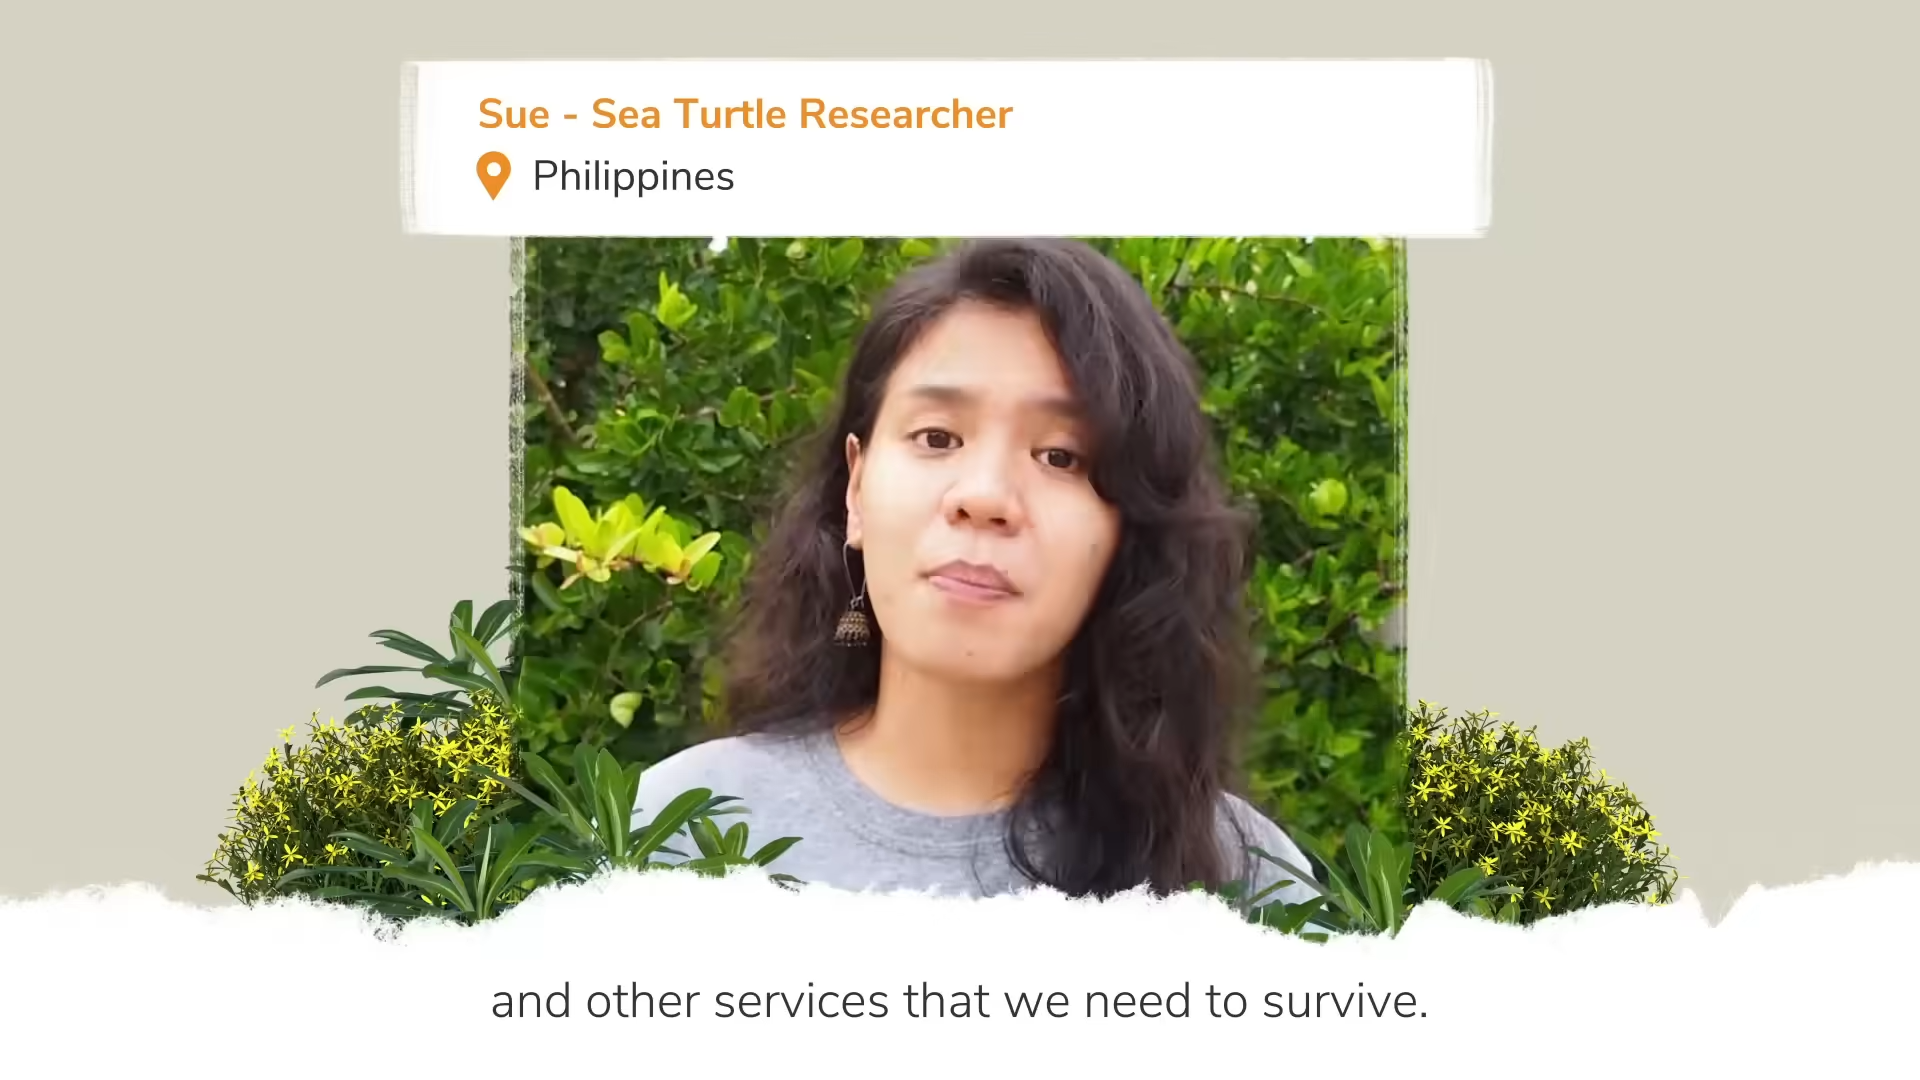 Sue - Sea Turtle Researcher
Philippines
and other services that we need to survive.